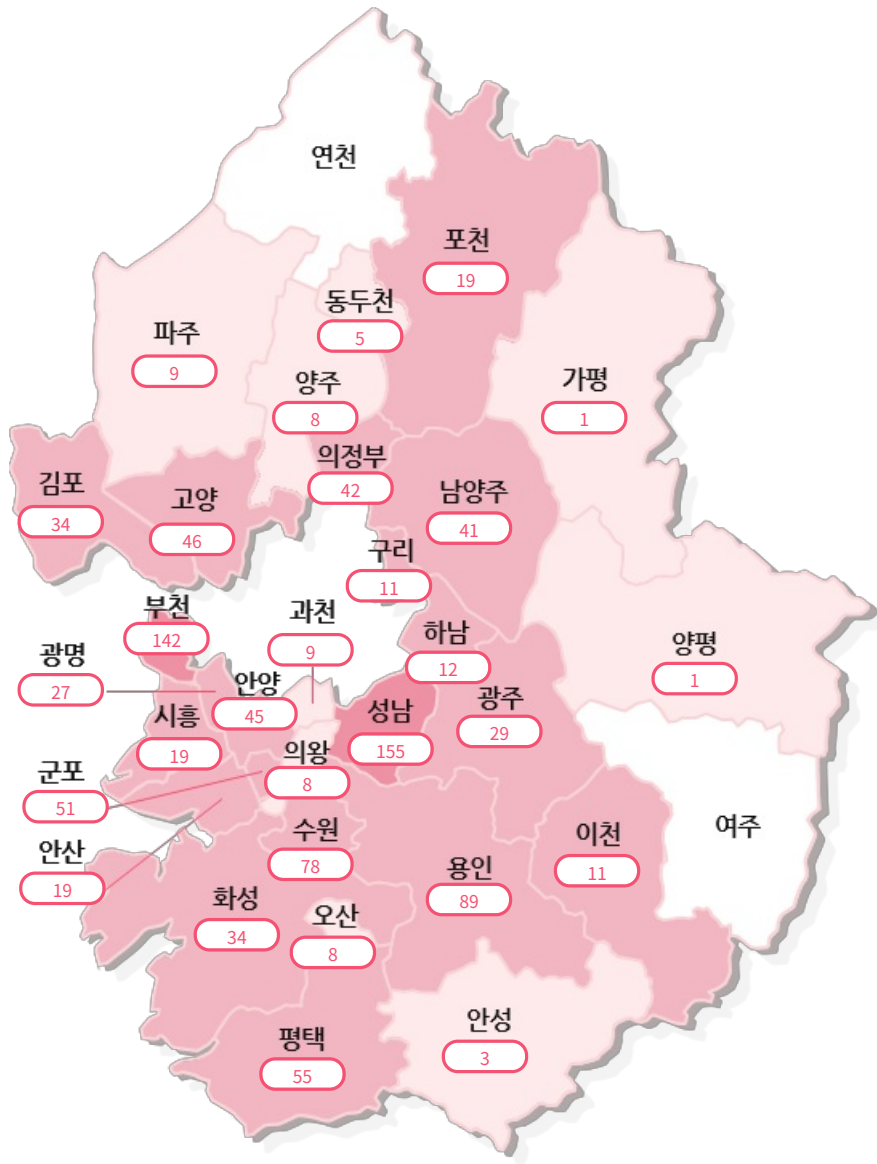 연천
포천
19
동두천
5
파주
9
양주
8
가평
1
의정부
42
김포
34
고양
46
남양주
41
구리
11
부천
142
과천
9
하남
12
양평
1
광명
27
안양
45
성남
155
광주
29
시흥
19
의왕
8
군포
51
수원
78
이천
11
여주
안산
19
용인
89
화성
34
오산
8
안성
3
평택
55